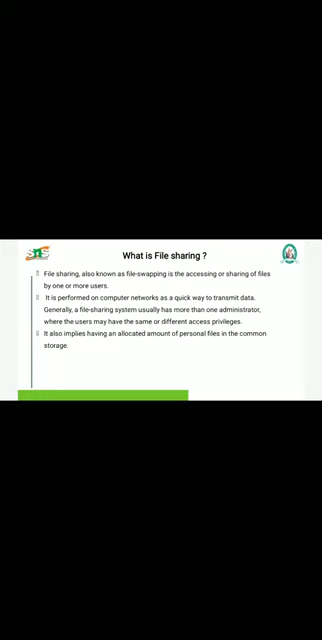 SNS
What is File sharing ?
File sharing, also known as file-swapping is the accessing or sharing of files
by one or more users.
It is performed on computer networks as a quick way to transmit data.
Generally, a file-sharing system usually has more than one administrator,
where the users may have the same or different access privileges.
It also implies having an allocated amount of personal files in the common
storage.